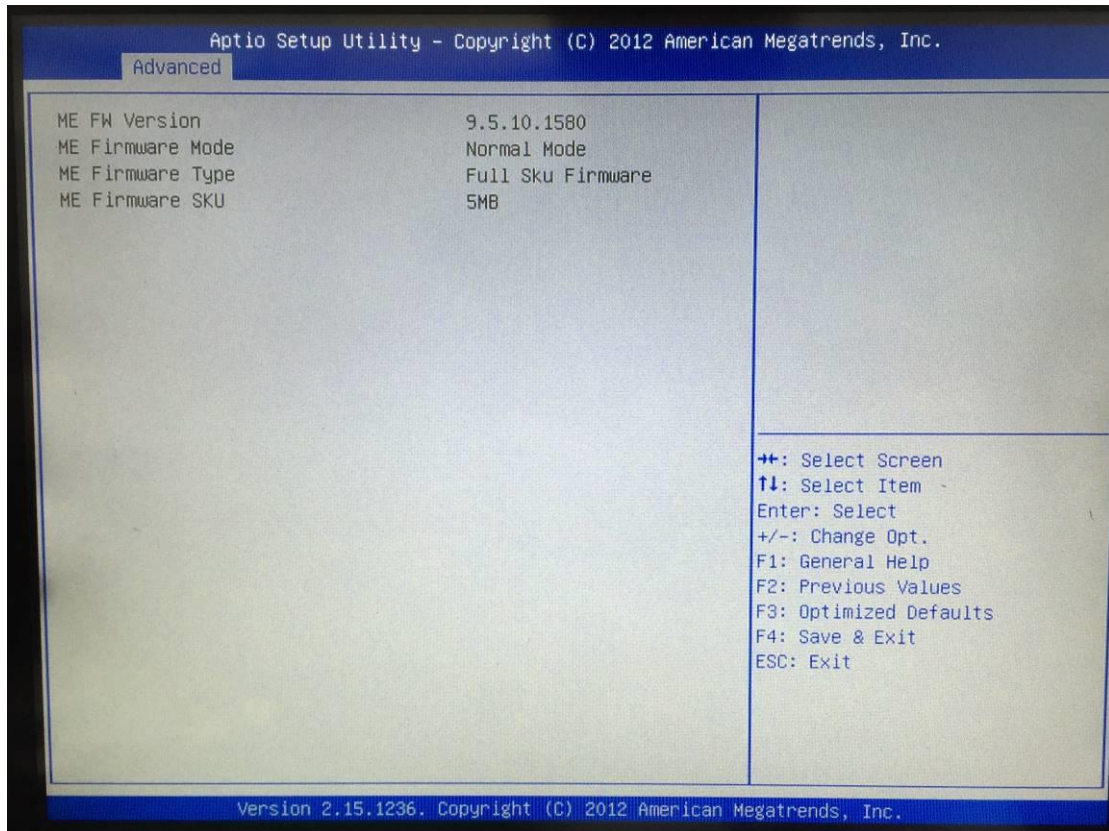 Aptio Setup Utility – Copyright (C) 2012 American Megatrends, Inc.
Advanced
ME FW Version 9.5.10.1580
ME Firmware Mode Normal Mode
ME Firmware Type Full Sku Firmware
ME Firmware SKU 5MB
→←: Select Screen
↑↓: Select Item
Enter: Select
+/-: Change Opt.
F1: General Help
F2: Previous Values
F3: Optimized Defaults
F4: Save & Exit
ESC: Exit
Version 2.15.1236. Copyright (C) 2012 American Megatrends, Inc.